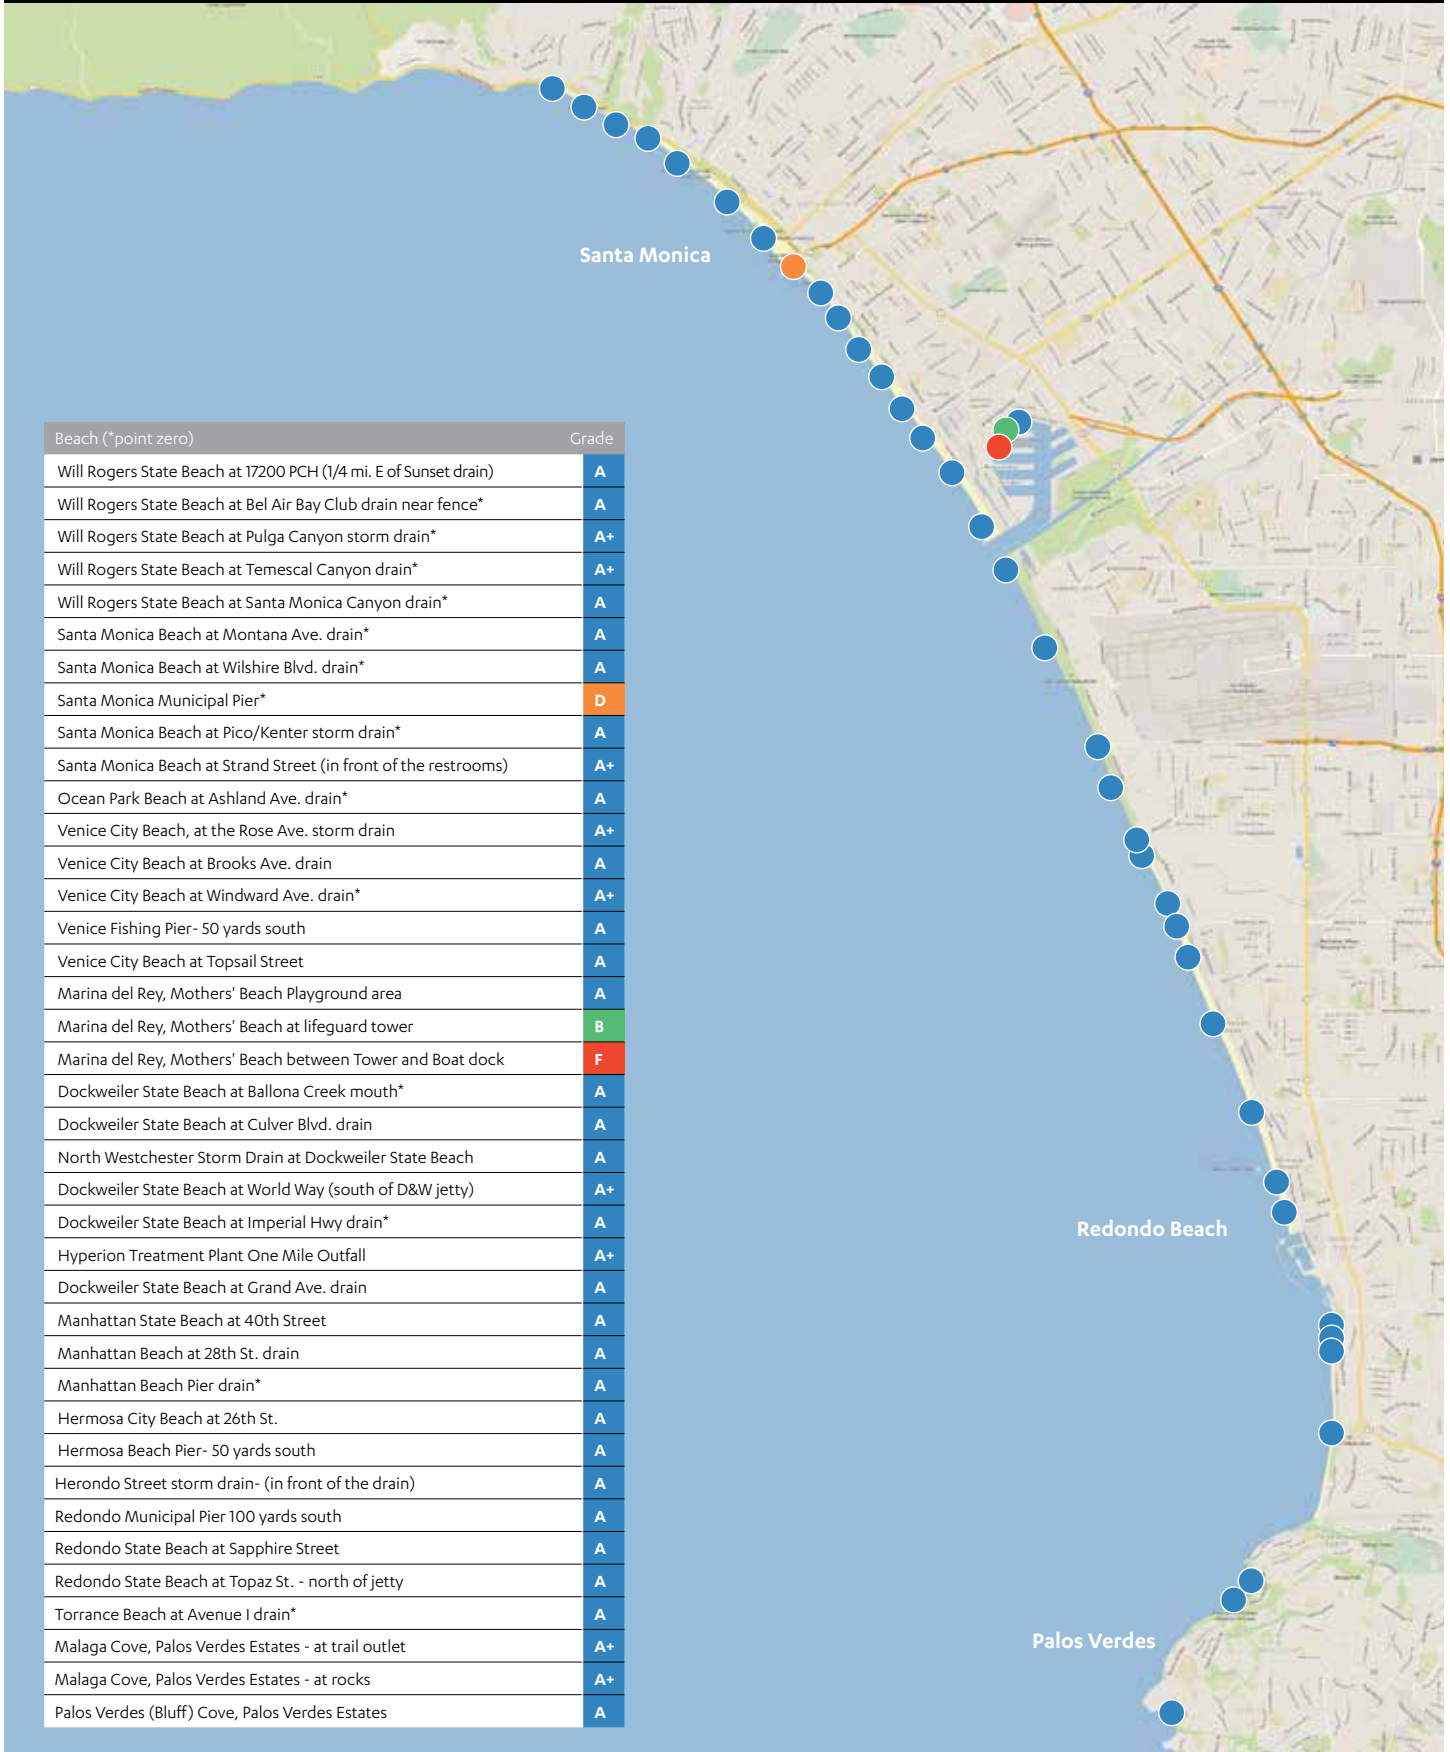 Santa Monica
Beach (*point zero) Grade
Will Rogers State Beach at 17200 PCH (1/4 mi. E of Sunset drain) A
Will Rogers State Beach at Bel Air Bay Club drain near fence* A
Will Rogers State Beach at Pulga Canyon storm drain* A+
Will Rogers State Beach at Temescal Canyon drain* A+
Will Rogers State Beach at Santa Monica Canyon drain* A
Santa Monica Beach at Montana Ave. drain* A
Santa Monica Beach at Wilshire Blvd. drain* A
Santa Monica Municipal Pier* D
Santa Monica Beach at Pico/Kenter storm drain* A
Santa Monica Beach at Strand Street (in front of the restrooms) A+
Ocean Park Beach at Ashland Ave. drain* A
Venice City Beach, at the Rose Ave. storm drain A+
Venice City Beach at Brooks Ave. drain A
Venice City Beach at Windward Ave. drain* A+
Venice Fishing Pier- 50 yards south A
Venice City Beach at Topsail Street A
Marina del Rey, Mothers' Beach Playground area A
Marina del Rey, Mothers' Beach at lifeguard tower B
Marina del Rey, Mothers' Beach between Tower and Boat dock F
Dockweiler State Beach at Ballona Creek mouth* A
Dockweiler State Beach at Culver Blvd. drain A
North Westchester Storm Drain at Dockweiler State Beach A
Dockweiler State Beach at World Way (south of D&W jetty) A+
Dockweiler State Beach at Imperial Hwy drain* A
Hyperion Treatment Plant One Mile Outfall A+
Dockweiler State Beach at Grand Ave. drain A
Manhattan State Beach at 40th Street A
Manhattan Beach at 28th St. drain A
Manhattan Beach Pier drain* A
Hermosa City Beach at 26th St. A
Hermosa Beach Pier- 50 yards south A
Herondo Street storm drain- (in front of the drain) A
Redondo Municipal Pier 100 yards south A
Redondo State Beach at Sapphire Street A
Redondo State Beach at Topaz St. - north of jetty A
Torrance Beach at Avenue I drain* A
Malaga Cove, Palos Verdes Estates - at trail outlet A+
Malaga Cove, Palos Verdes Estates - at rocks A+
Palos Verdes (Bluff) Cove, Palos Verdes Estates A
Redondo Beach
Palos Verdes